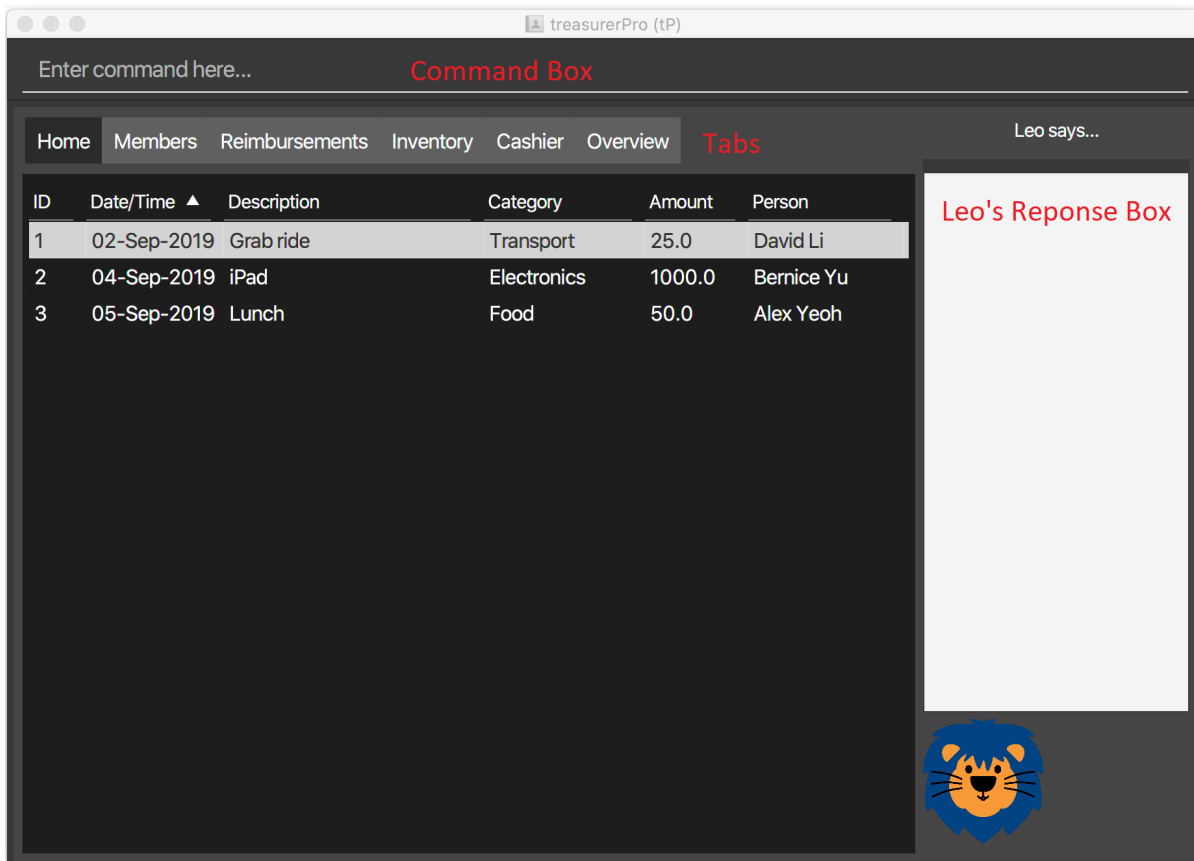 treasurerPro (tP)
Enter command here...
Command Box
Home Members Reimbursements Inventory Cashier Overview
Tabs
Leo says...
Leo's Reponse Box
ID Date/Time ▲ Description Category Amount Person
1 02-Sep-2019 Grab ride Transport 25.0 David Li
2 04-Sep-2019 iPad Electronics 1000.0 Bernice Yu
3 05-Sep-2019 Lunch Food 50.0 Alex Yeoh